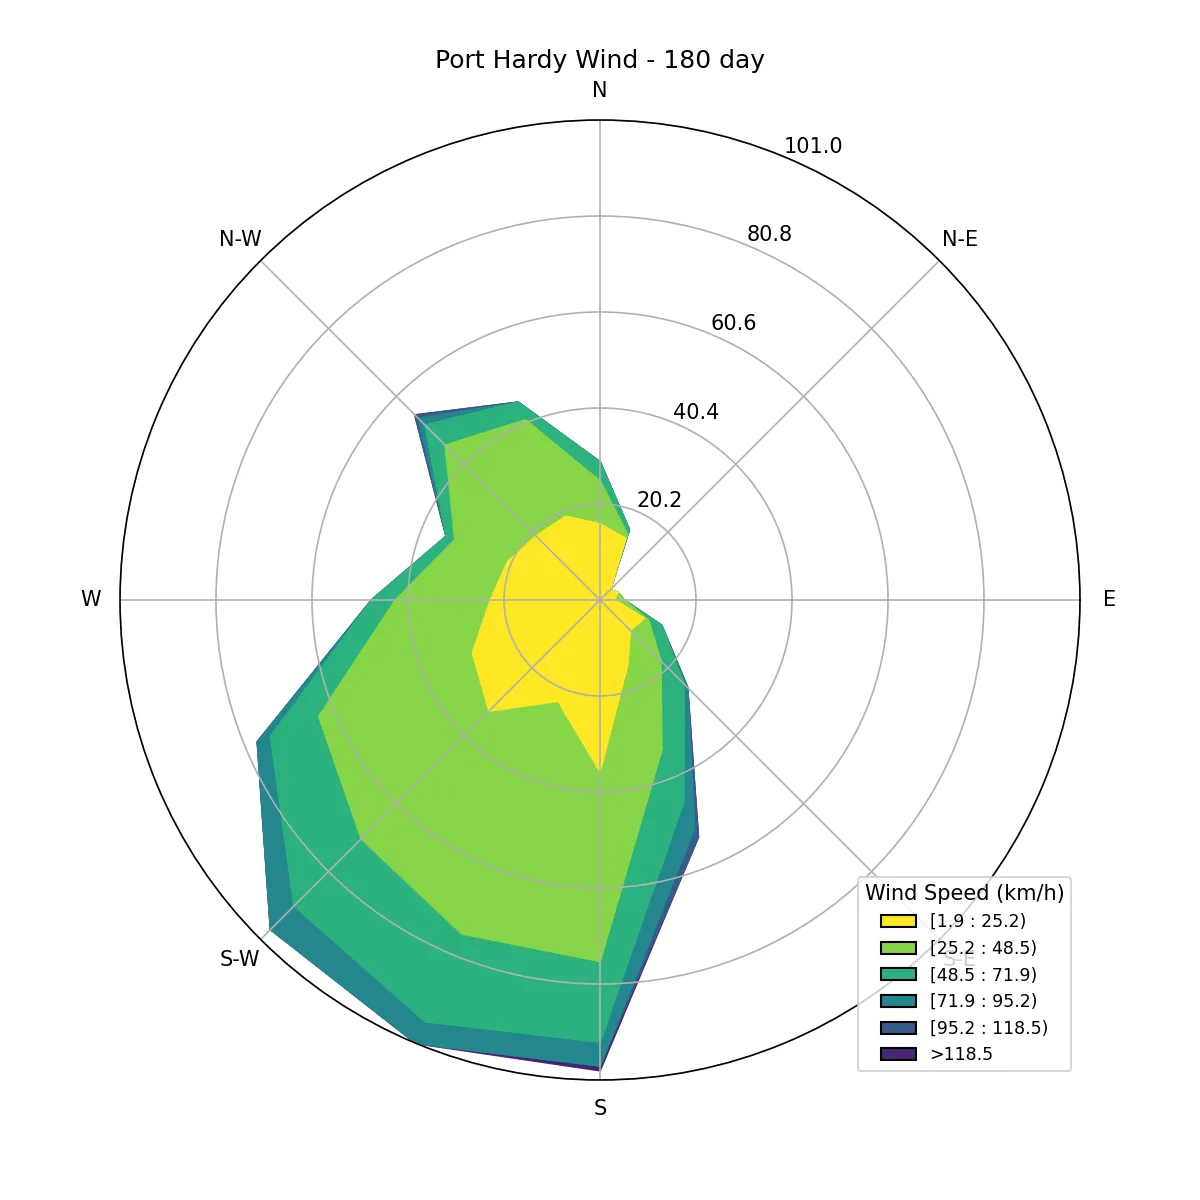 Port Hardy Wind - 180 day
N
101.0
80.8
N-W
N-E
60.6
40.4
20.2
W
E
Wind Speed (km/h)
[1.9 : 25.2)
[25.2 : 48.5)
S-W
S-E
[48.5 : 71.9)
[71.9 : 95.2)
[95.2 : 118.5)
>118.5
S